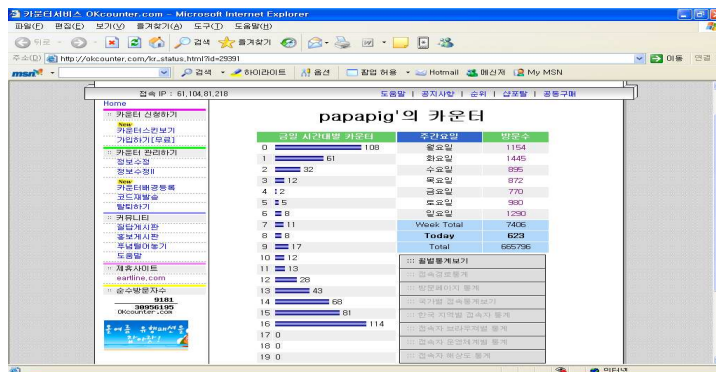 카운터서비스 OKcounter.com - Microsoft Internet Explorer
파일(F) 편집(E) 보기(V) 즐겨찾기(A) 도구(T) 도움말(H)
뒤로 검색 즐겨찾기
주소(D) http://okcounter.com/kr_status.html?id=29391 이동 연결
msn 검색 하이라이트 옵션 팝업 허용 Hotmail 메신저 My MSN
접속 IP : 61,104,81,218 도움말 | 공지사항 | 순위 | 샵포탈 | 공동구매
Home
카운터 신청하기
New
카운터스킨보기
가입하기[무료]
카운터 관리하기
정보수정
정보수정II
New
카운터배경등록
코드재발송
탈퇴하기
커뮤니티
질답게시판
홍보게시판
푸념털어놓기
도움말
제휴사이트
eartline,com
순수방문자수
9181
38956195
OKcounter.com
papapig'의 카운터
금일 시간대별 카운터
0 108
1 61
2 32
3 12
4 2
5 5
6 8
7 11
8 8
9 17
10 12
11 13
12 28
13 43
14 68
15 81
16 114
17 0
18 0
19 0
주간요일 방문수
월요일 1154
화요일 1445
수요일 895
목요일 872
금요일 770
토요일 980
일요일 1290
Week Total 7406
Today 623
Total 665796
::: 월별통계보기
::: 접속경로통계
::: 방문페이지 통계
::: 국가별 접속통계보기
::: 한국 지역별 접속자 통계
::: 접속자 브라우져별 통계
::: 접속자 운영체계별 통계
::: 접속자 해상도 통계
인터넷